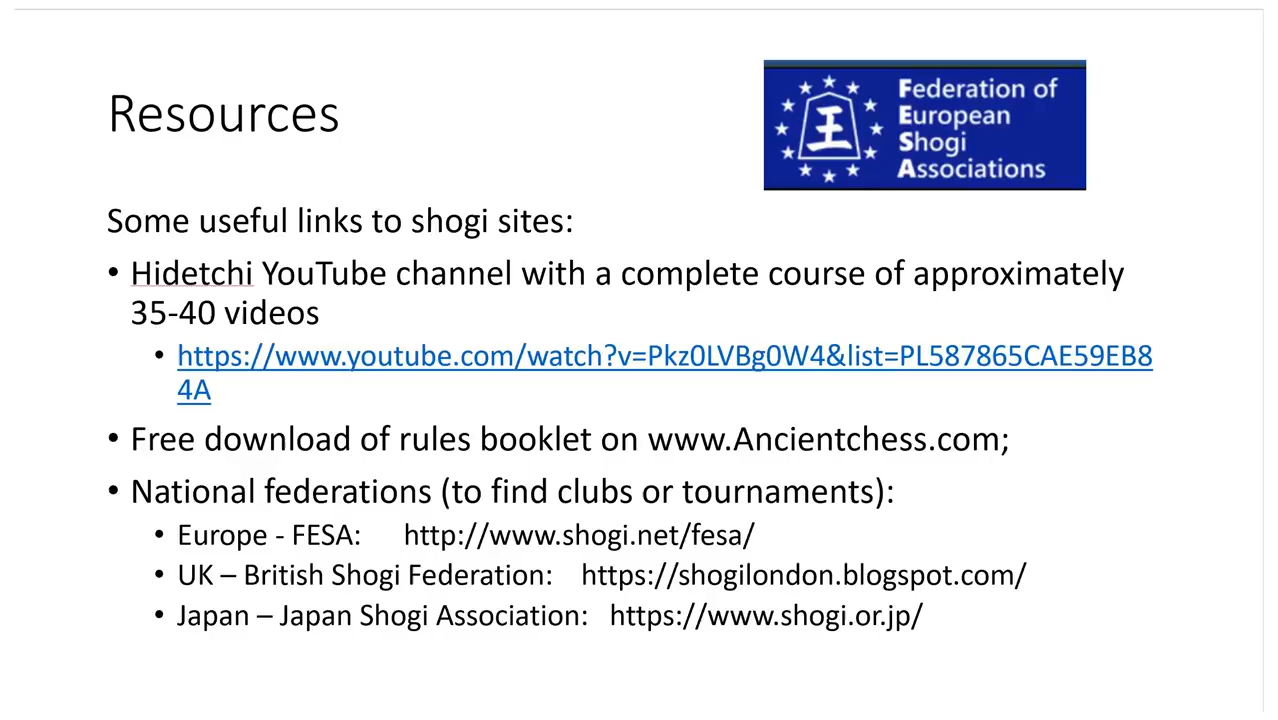 Resources
王
Federation of
European
Shogi
Associations
Some useful links to shogi sites:
• Hidetchi YouTube channel with a complete course of approximately
35-40 videos
• https://www.youtube.com/watch?v=Pkz0LVBg0W4&list=PL587865CAE59EB8
4A
• Free download of rules booklet on www.Ancientchess.com;
• National federations (to find clubs or tournaments):
• Europe - FESA: http://www.shogi.net/fesa/
• UK – British Shogi Federation: https://shogilondon.blogspot.com/
• Japan – Japan Shogi Association: https://www.shogi.or.jp/